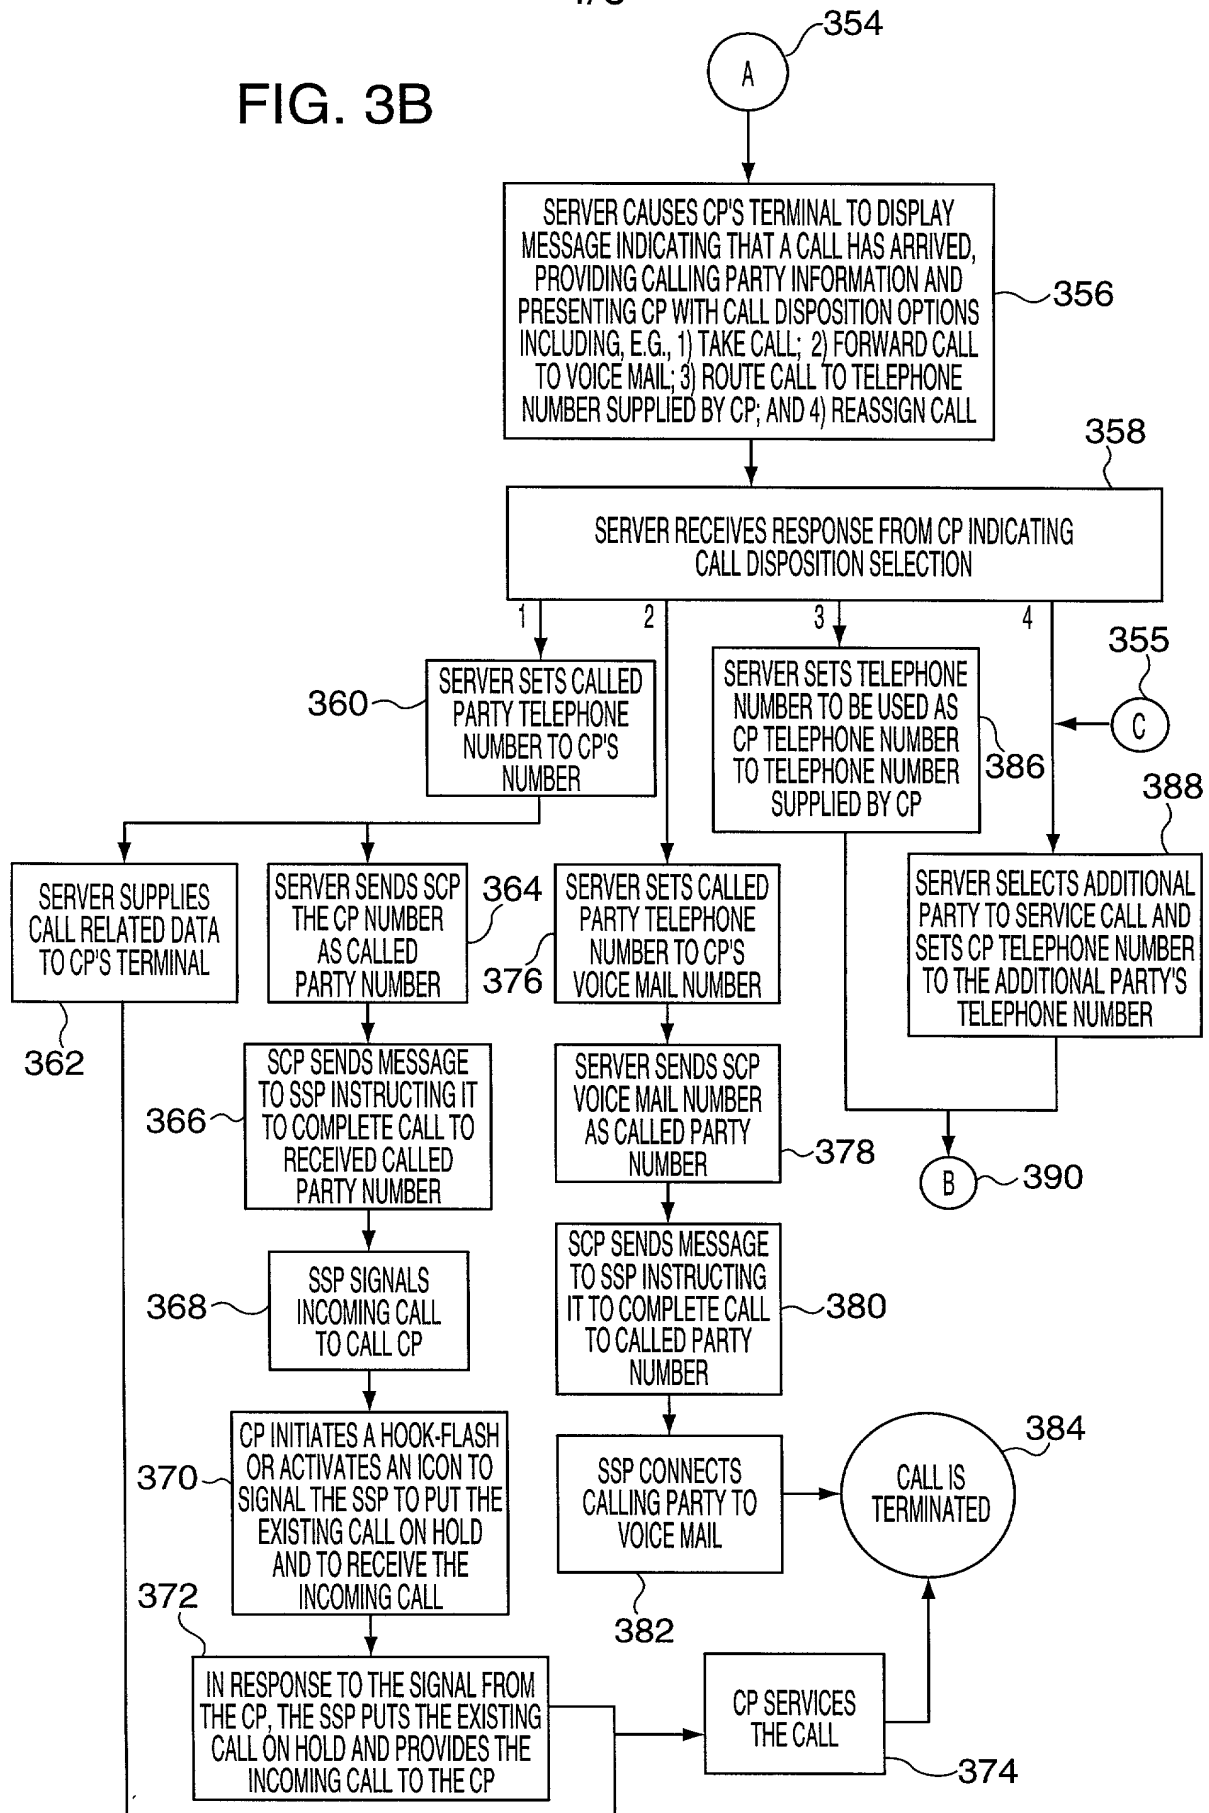 354
A
FIG. 3B
SERVER CAUSES CP'S TERMINAL TO DISPLAY
MESSAGE INDICATING THAT A CALL HAS ARRIVED,
PROVIDING CALLING PARTY INFORMATION AND
PRESENTING CP WITH CALL DISPOSITION OPTIONS
INCLUDING, E.G., 1) TAKE CALL; 2) FORWARD CALL
TO VOICE MAIL; 3) ROUTE CALL TO TELEPHONE
NUMBER SUPPLIED BY CP; AND 4) REASSIGN CALL
356
358
SERVER RECEIVES RESPONSE FROM CP INDICATING
CALL DISPOSITION SELECTION
1
2
3
4
355
C
360
SERVER SETS CALLED
PARTY TELEPHONE
NUMBER TO CP'S
NUMBER
SERVER SETS TELEPHONE
NUMBER TO BE USED AS
CP TELEPHONE NUMBER
TO TELEPHONE NUMBER
SUPPLIED BY CP
386
388
SERVER SUPPLIES
CALL RELATED DATA
TO CP'S TERMINAL
362
SERVER SENDS SCP
THE CP NUMBER
AS CALLED
PARTY NUMBER
364
376
SERVER SETS CALLED
PARTY TELEPHONE
NUMBER TO CP'S
VOICE MAIL NUMBER
SERVER SELECTS ADDITIONAL
PARTY TO SERVICE CALL AND
SETS CP TELEPHONE NUMBER
TO THE ADDITIONAL PARTY'S
TELEPHONE NUMBER
366
SCP SENDS MESSAGE
TO SSP INSTRUCTING IT
TO COMPLETE CALL TO
RECEIVED CALLED
PARTY NUMBER
SERVER SENDS SCP
VOICE MAIL NUMBER
AS CALLED PARTY
NUMBER
378
B
390
368
SSP SIGNALS
INCOMING CALL
TO CALL CP
SCP SENDS MESSAGE
TO SSP INSTRUCTING
IT TO COMPLETE CALL
TO CALLED PARTY
NUMBER
380
370
CP INITIATES A HOOK-FLASH
OR ACTIVATES AN ICON TO
SIGNAL THE SSP TO PUT THE
EXISTING CALL ON HOLD
AND TO RECEIVE THE
INCOMING CALL
SSP CONNECTS
CALLING PARTY TO
VOICE MAIL
382
384
CALL IS
TERMINATED
372
IN RESPONSE TO THE SIGNAL FROM
THE CP, THE SSP PUTS THE EXISTING
CALL ON HOLD AND PROVIDES THE
INCOMING CALL TO THE CP
CP SERVICES
THE CALL
374